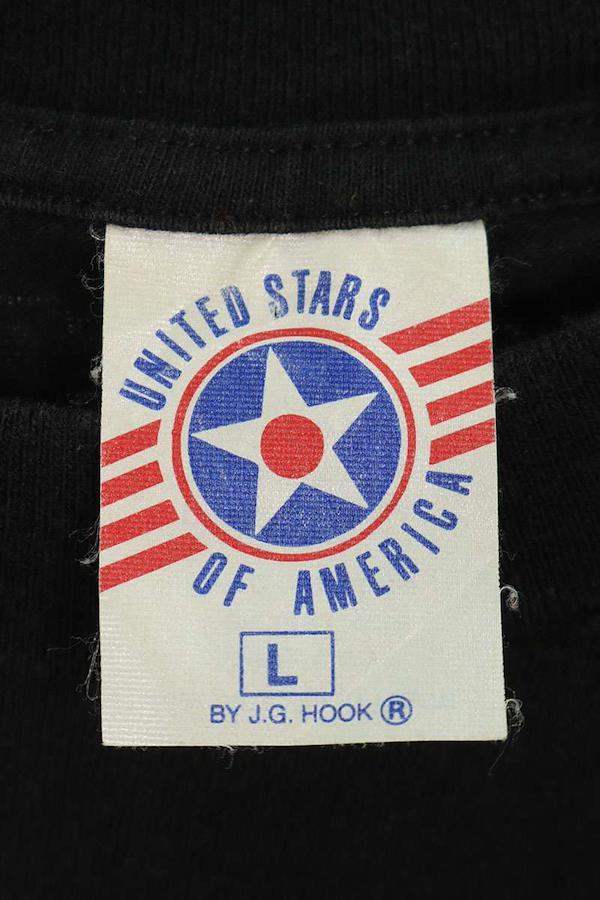 UNITED STARS
OF AMERICA
L
BY J.G. HOOK ®